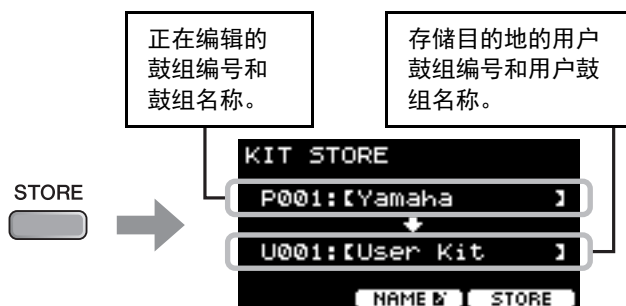 正在编辑的
鼓组编号和
鼓组名称。
存储目的地的用户
鼓组编号和用户鼓
组名称。
STORE
KIT STORE
P001:【Yamaha 】
U001:【User Kit 】
NAME STORE